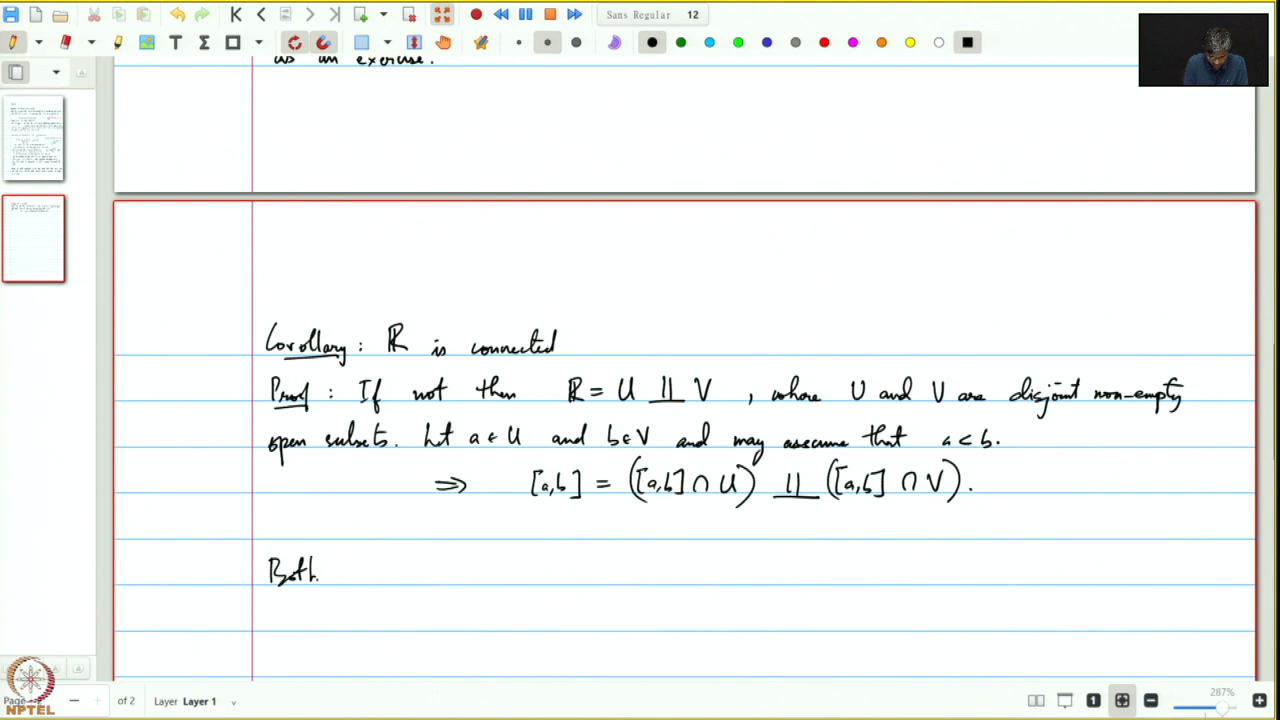 Sans Regular 12
as an exercise.
Corollary : ℝ is connected
Proof : If not then ℝ = U ⨿ V , where U and V are disjoint non-empty
open subsets. Let a ∈ U and b ∈ V and may assume that a < b.
⇒ [a,b] = ([a,b] ∩ U) ⨿ ([a,b] ∩ V).
Both
Page
of 2 Layer Layer 1 287%
NPTEL